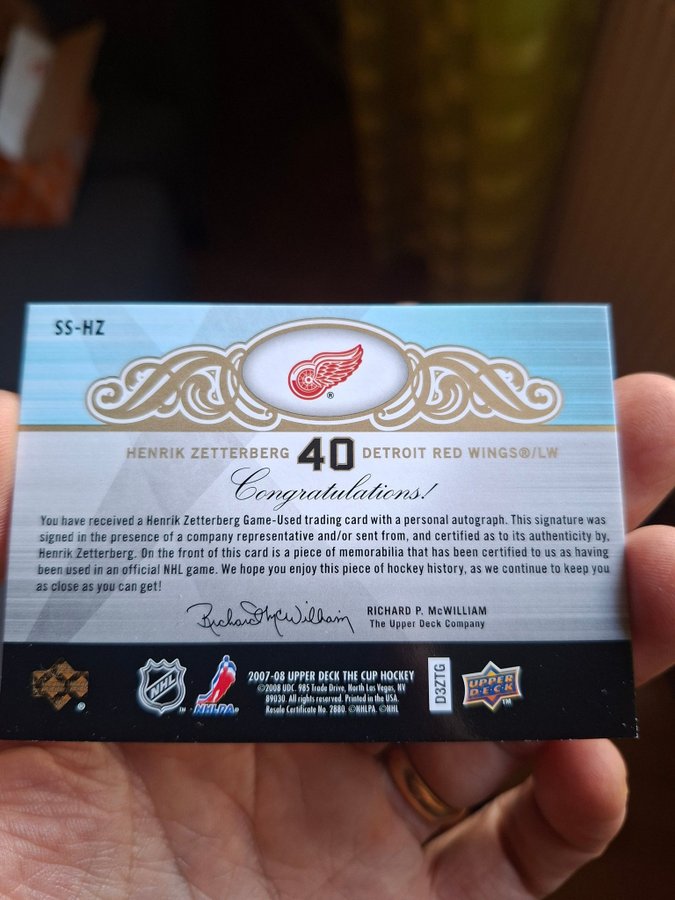 SS-HZ
®
HENRIK ZETTERBERG 40 DETROIT RED WINGS®/LW
Congratulations!
You have received a Henrik Zetterberg Game-Used trading card with a personal autograph. This signature was
signed in the presence of a company representative and/or sent from, and certified as to its authenticity by,
Henrik Zetterberg. On the front of this card is a piece of memorabilia that has been certified to us as having
been used in an official NHL game. We hope you enjoy this piece of hockey history, as we continue to keep you
as close as you can get!
Richard McWilliam
RICHARD P. McWILLIAM
The Upper Deck Company
®
NHL
TM
NHLPA
2007-08 UPPER DECK THE CUP HOCKEY
©2008 UDC. 985 Trade Drive, North Las Vegas, NV
89030. All rights reserved. Printed in the USA.
Resale Certificate No. 2880. ©NHLPA. ©NHL
D3ZTG
UPPER
DECK
TM